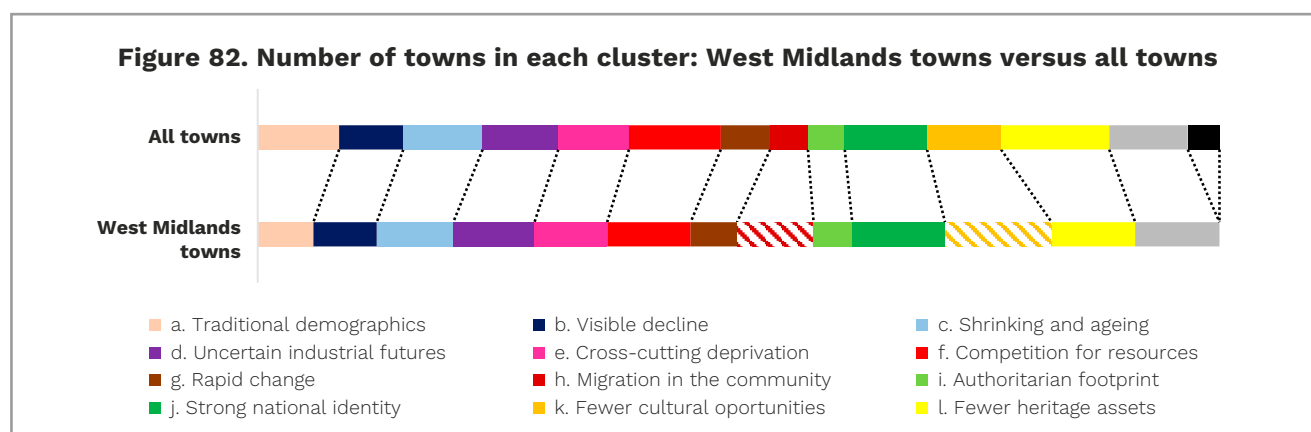 Figure 82. Number of towns in each cluster: West Midlands towns versus all towns
All towns
West Midlands
towns
a. Traditional demographics
b. Visible decline
c. Shrinking and ageing
d. Uncertain industrial futures
e. Cross-cutting deprivation
f. Competition for resources
g. Rapid change
h. Migration in the community
i. Authoritarian footprint
j. Strong national identity
k. Fewer cultural oportunities
l. Fewer heritage assets